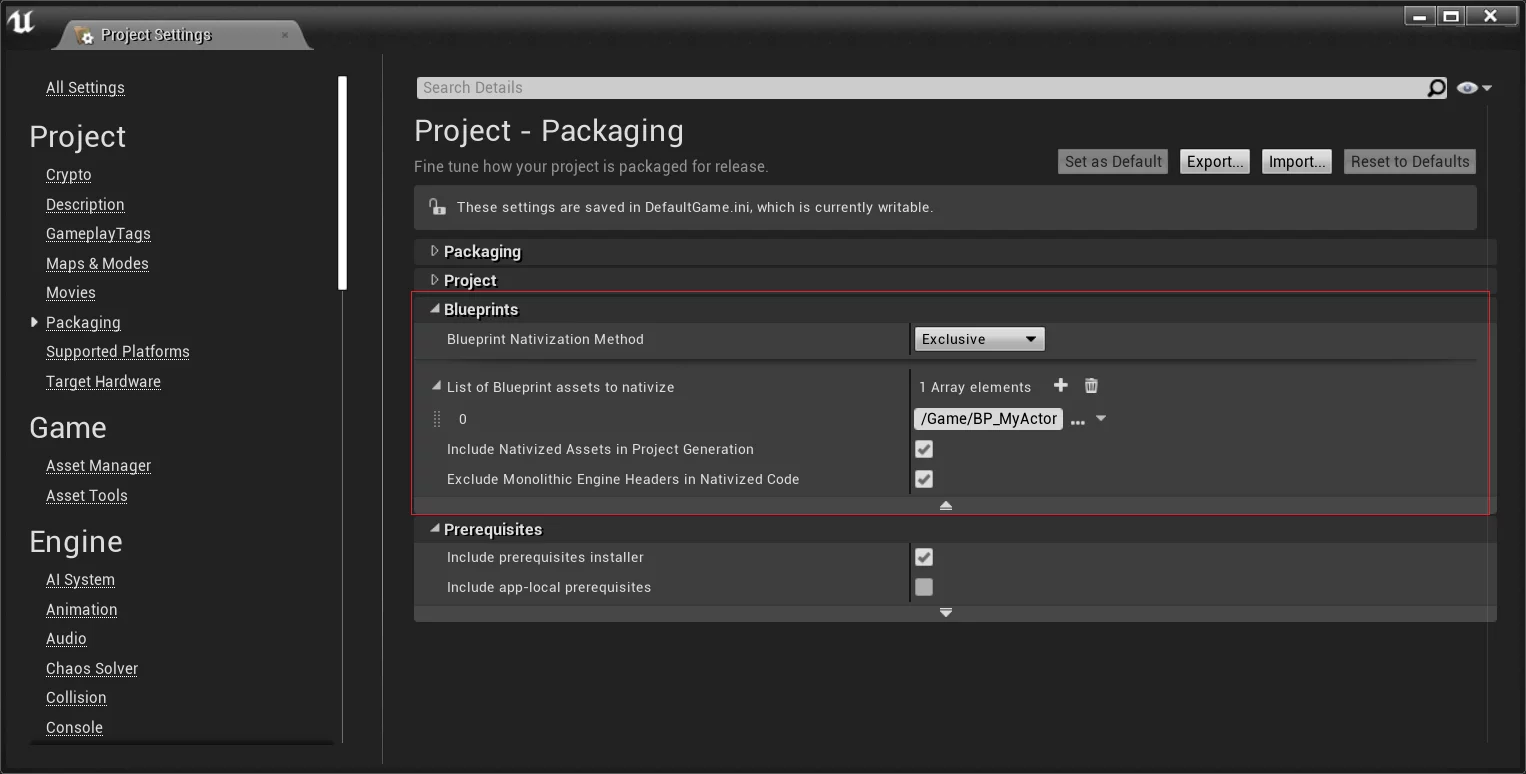 Project Settings
All Settings
Project
Crypto
Description
GameplayTags
Maps & Modes
Movies
Packaging
Supported Platforms
Target Hardware
Game
Asset Manager
Asset Tools
Engine
AI System
Animation
Audio
Chaos Solver
Collision
Console
Search Details
Project - Packaging
Fine tune how your project is packaged for release.
Set as Default Export... Import... Reset to Defaults
These settings are saved in DefaultGame.ini, which is currently writable.
Packaging
Project
Blueprints
Blueprint Nativization Method Exclusive
List of Blueprint assets to nativize 1 Array elements
0 /Game/BP_MyActor ...
Include Nativized Assets in Project Generation
Exclude Monolithic Engine Headers in Nativized Code
Prerequisites
Include prerequisites installer
Include app-local prerequisites